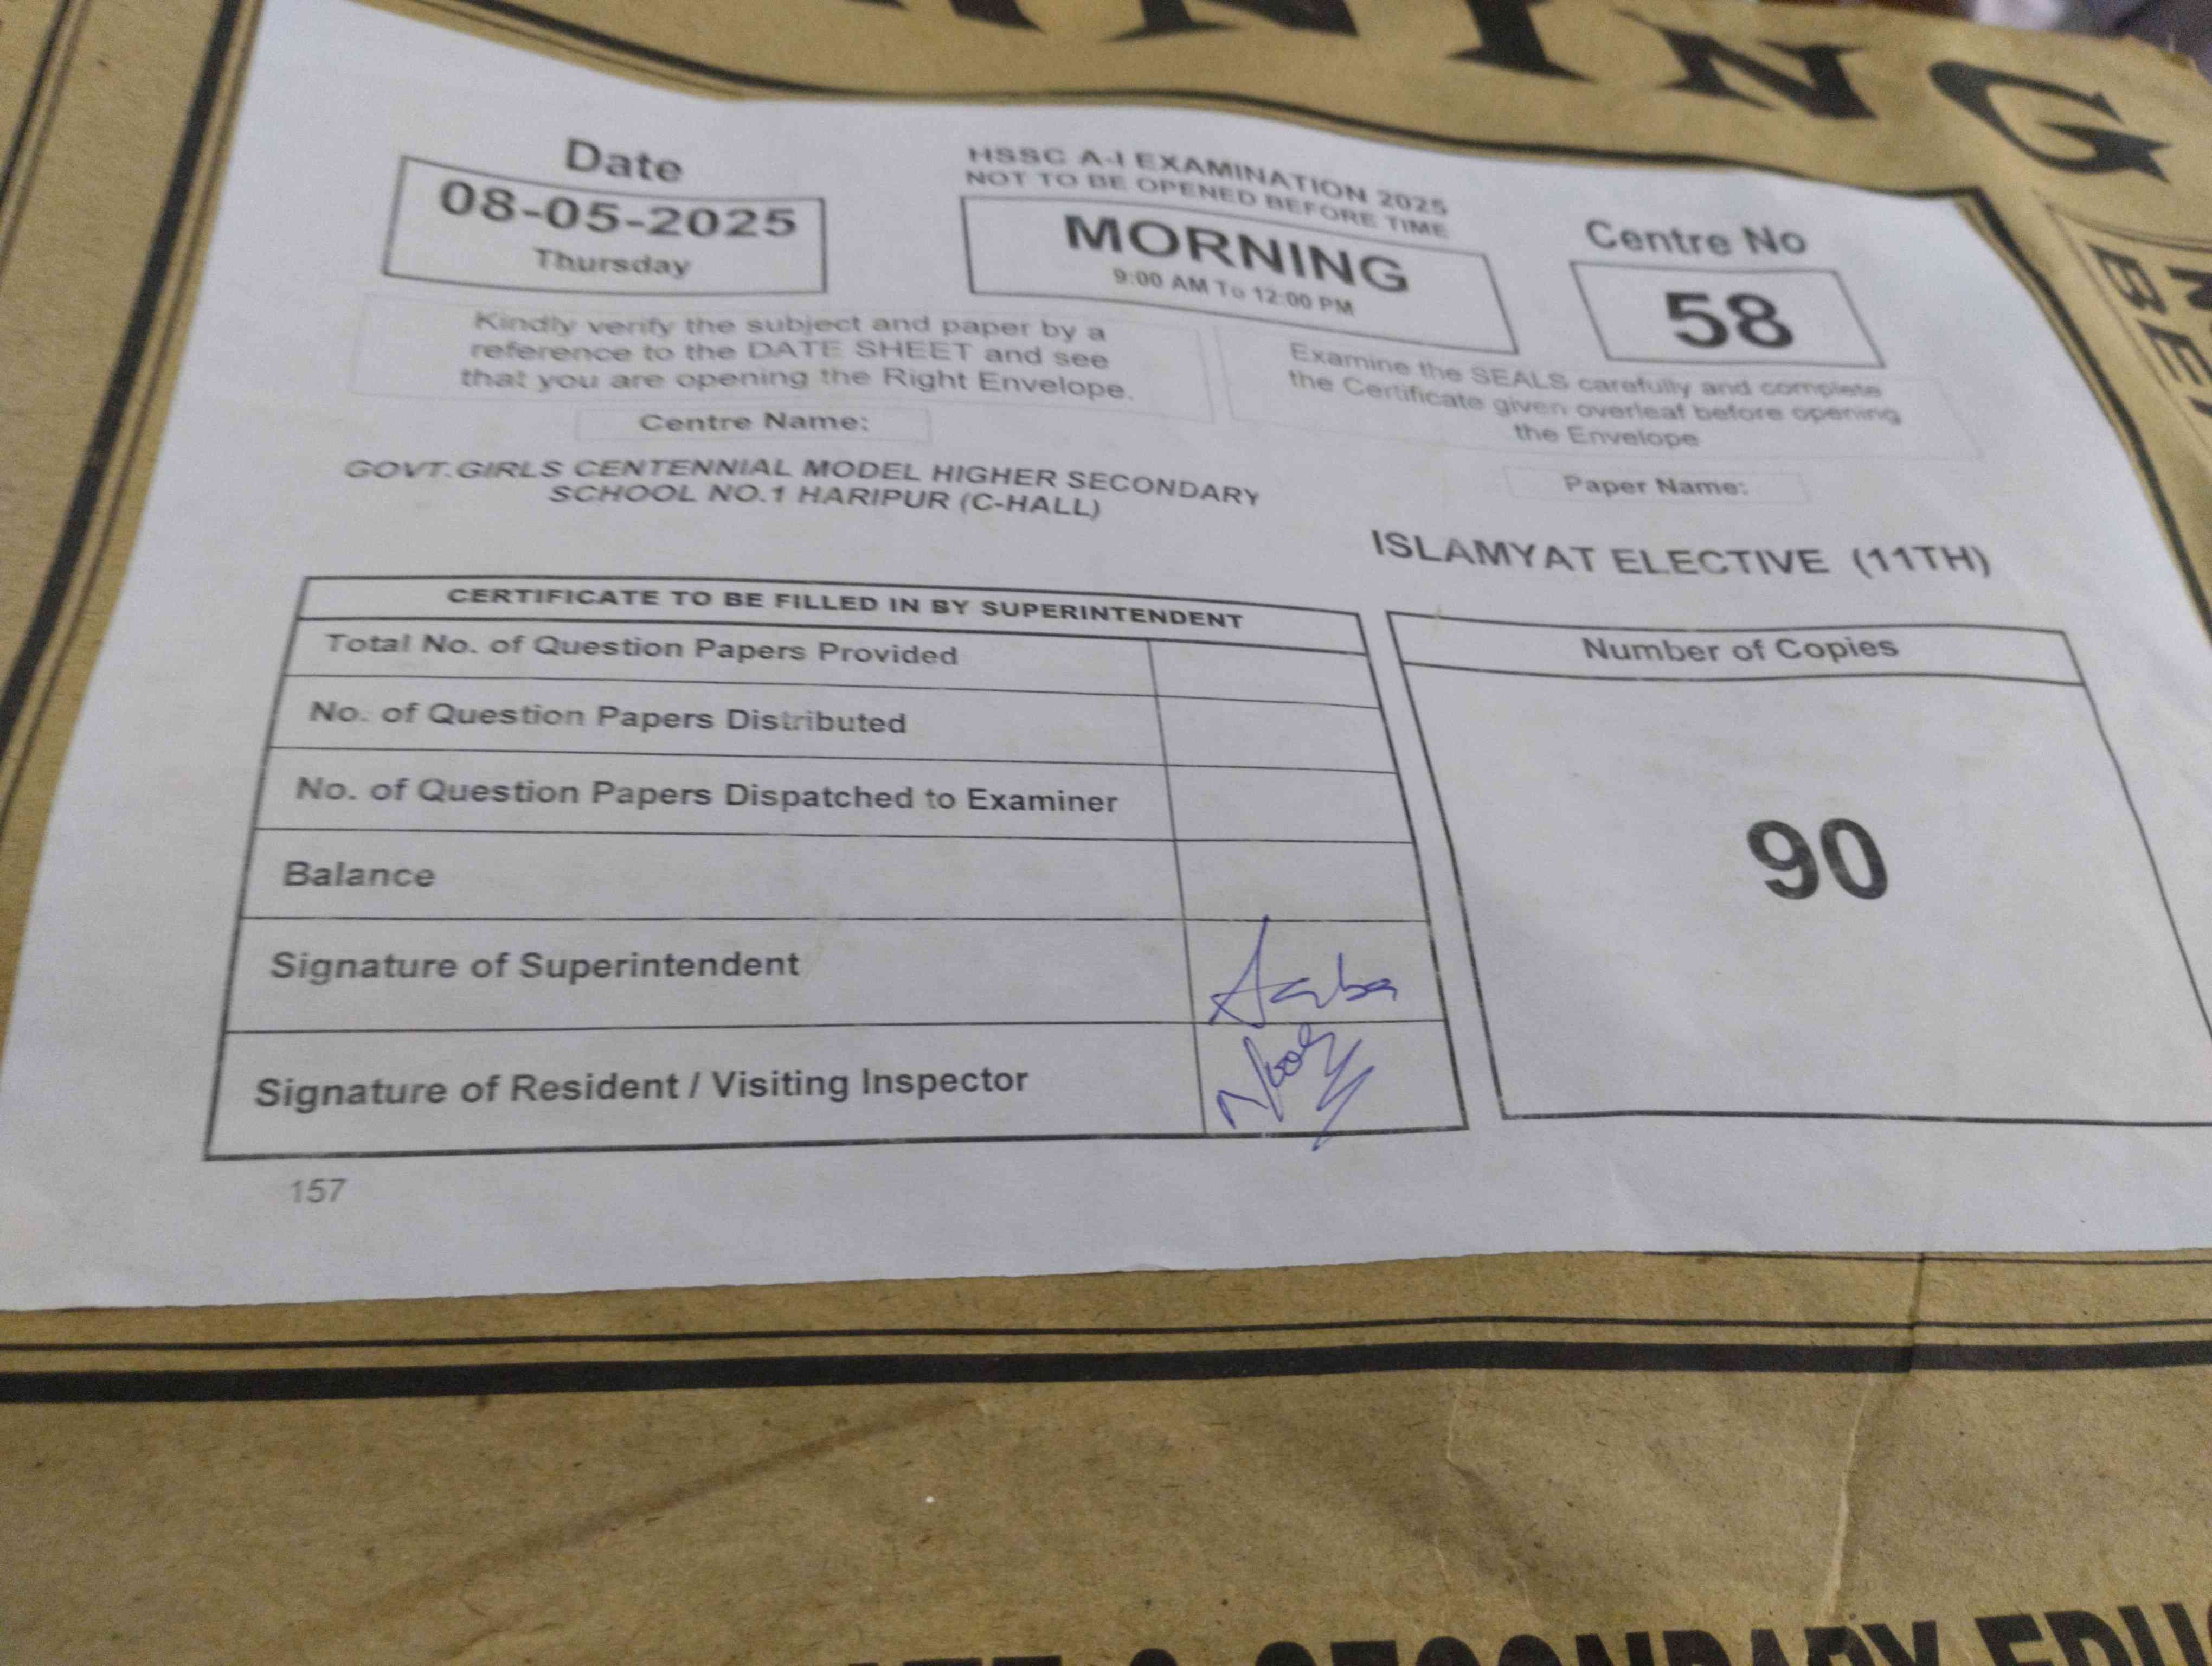 NING
Date
08-05-2025
Thursday
HSSC A-I EXAMINATION 2025
NOT TO BE OPENED BEFORE TIME
MORNING
9:00 AM To 12:00 PM
Centre No
58
Kindly verify the subject and paper by a
reference to the DATE SHEET and see
that you are opening the Right Envelope.
Examine the SEALS carefully and complete
the Certificate given overleaf before opening
the Envelope
Centre Name:
GOVT.GIRLS CENTENNIAL MODEL HIGHER SECONDARY
SCHOOL NO.1 HARIPUR (C-HALL)
Paper Name:
ISLAMYAT ELECTIVE (11TH)
CERTIFICATE TO BE FILLED IN BY SUPERINTENDENT
Total No. of Question Papers Provided
No. of Question Papers Distributed
No. of Question Papers Dispatched to Examiner
Balance
Signature of Superintendent
Signature of Resident / Visiting Inspector
Number of Copies
90
157
& SECONDARY EDU